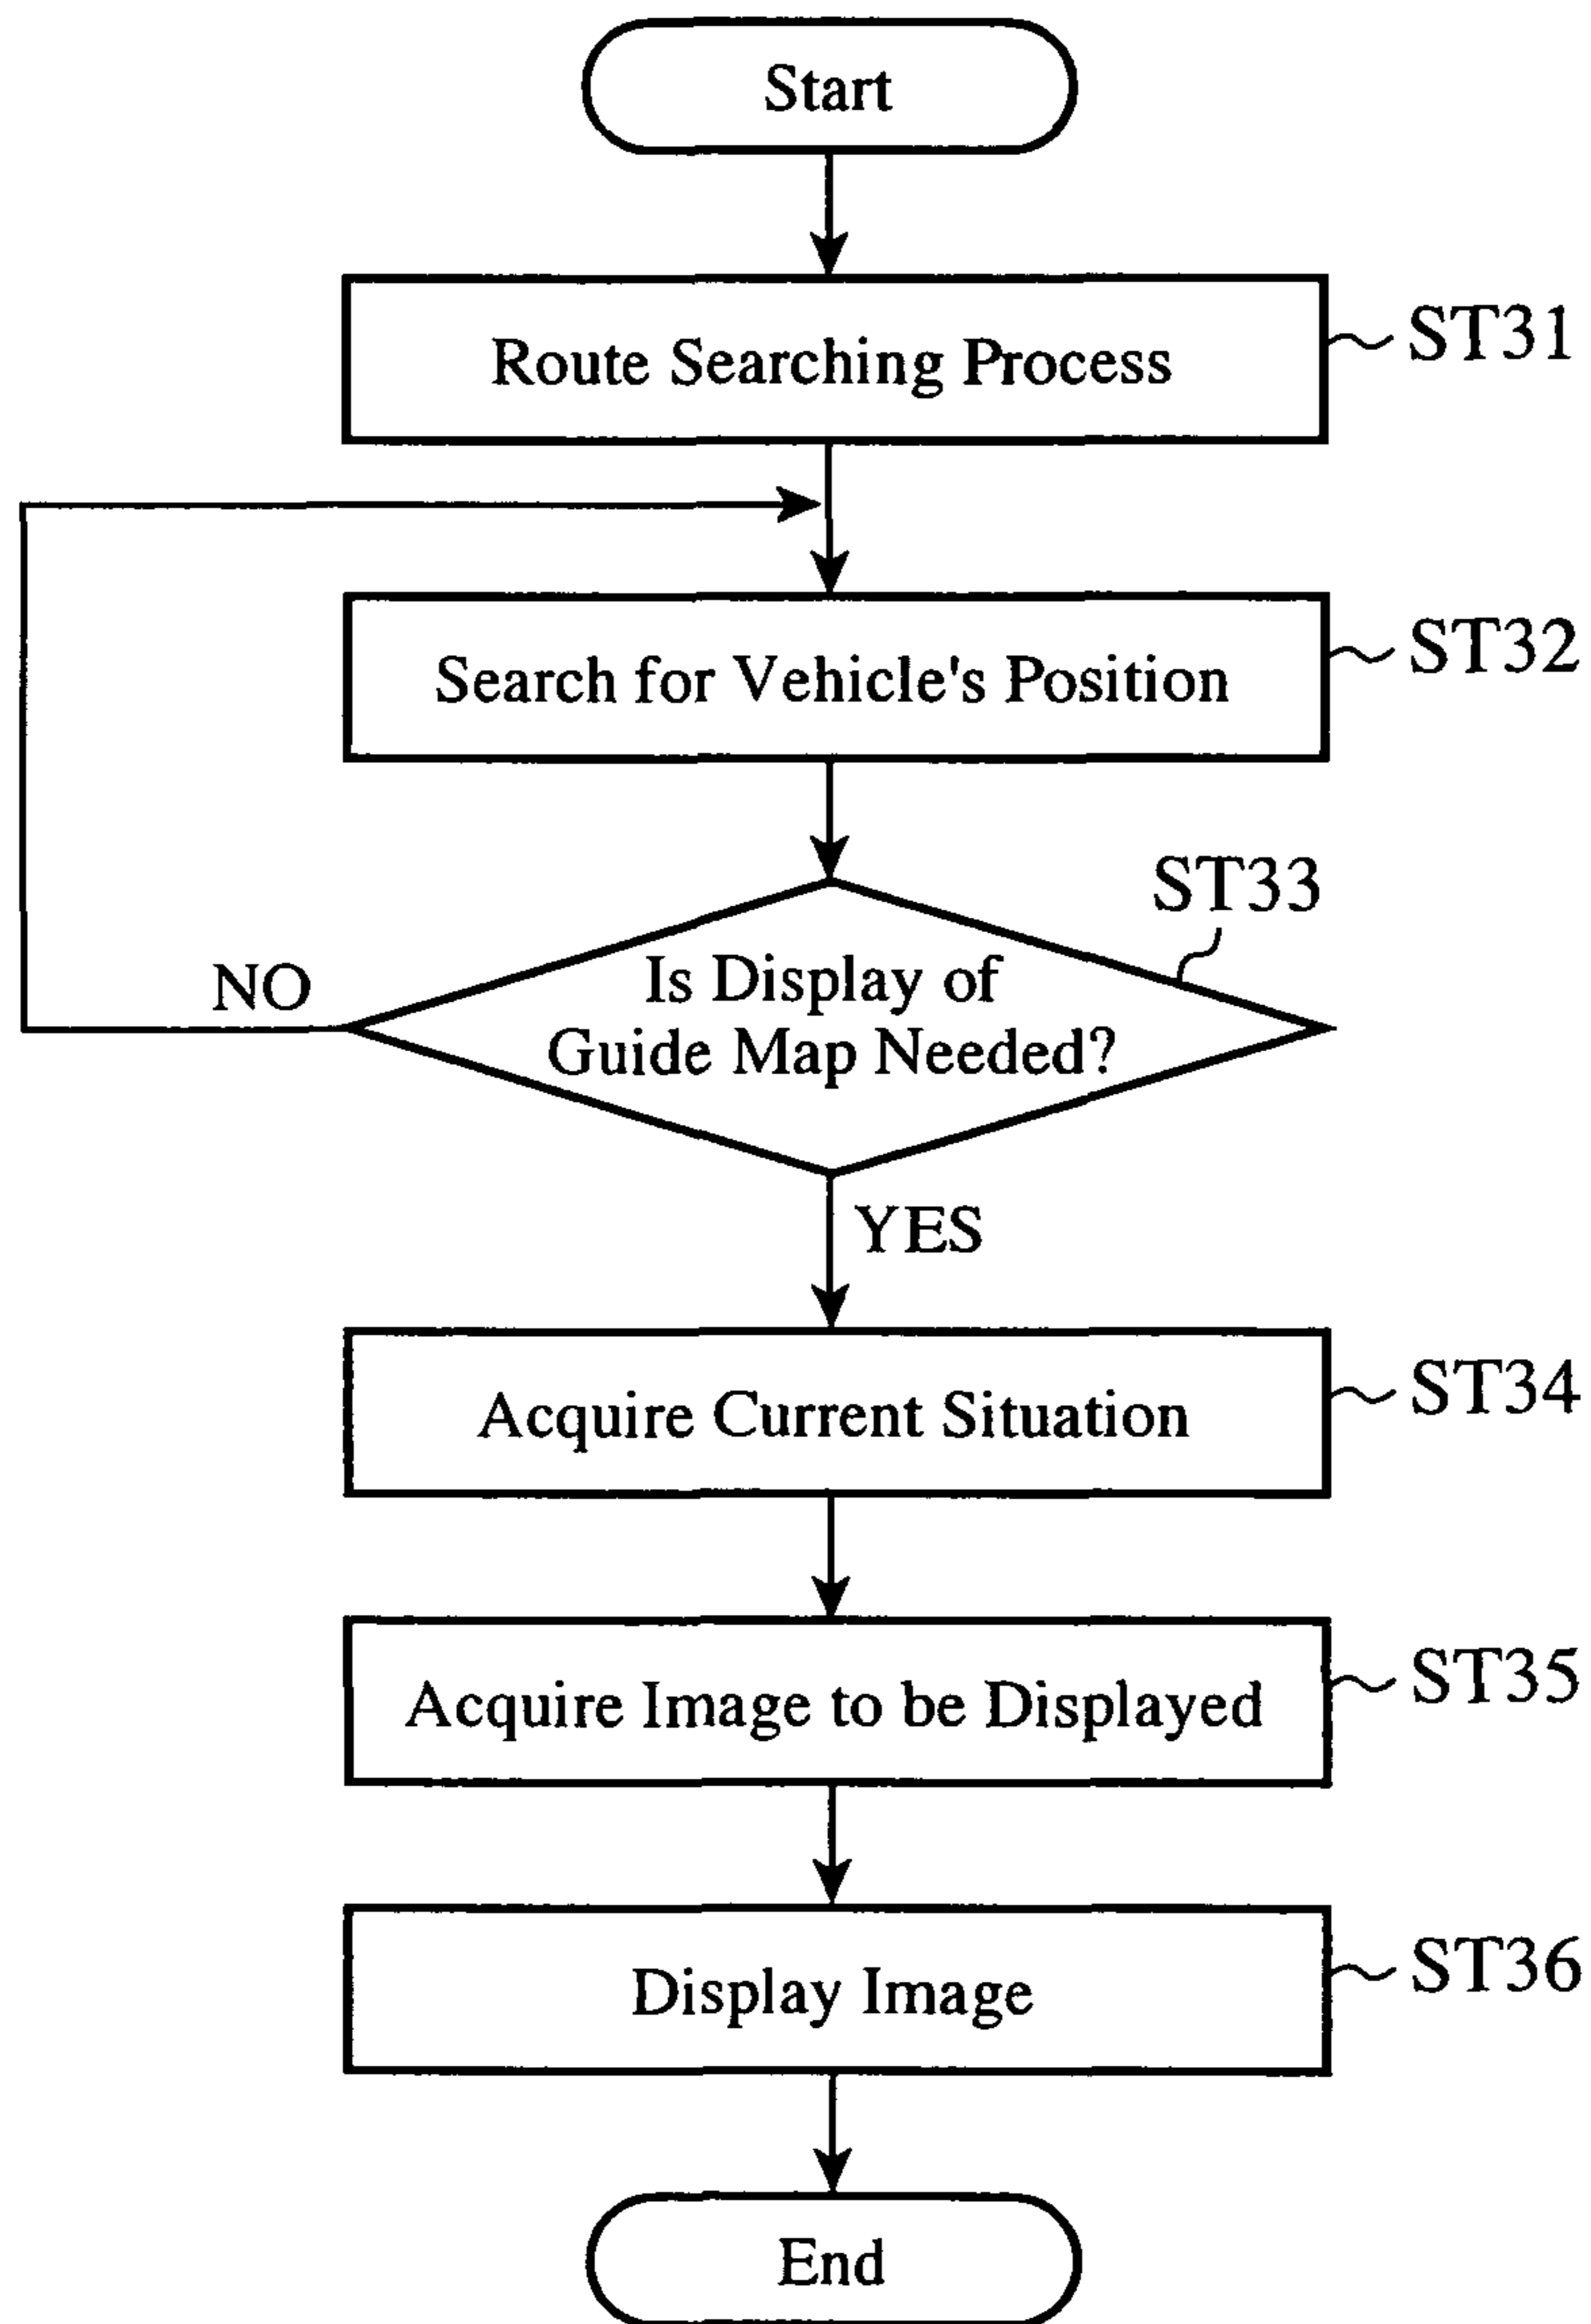 Start
Route Searching Process
ST31
Search for Vehicle's Position
ST32
ST33
Is Display of
Guide Map Needed?
NO
YES
Acquire Current Situation
ST34
Acquire Image to be Displayed
ST35
Display Image
ST36
End